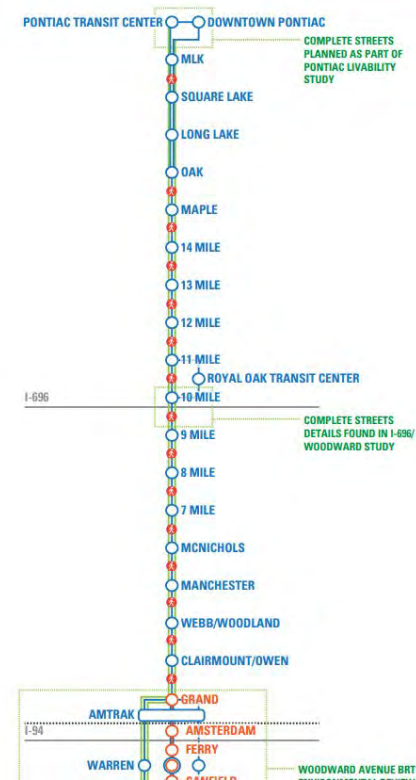 PONTIAC TRANSIT CENTER DOWNTOWN PONTIAC
COMPLETE STREETS
PLANNED AS PART OF
PONTIAC LIVABILITY
STUDY
MLK
SQUARE LAKE
LONG LAKE
OAK
MAPLE
14 MILE
13 MILE
12 MILE
11 MILE
ROYAL OAK TRANSIT CENTER
I-696
10 MILE
COMPLETE STREETS
DETAILS FOUND IN I-696/
WOODWARD STUDY
9 MILE
8 MILE
7 MILE
MCNICHOLS
MANCHESTER
WEBB/WOODLAND
CLAIRMOUNT/OWEN
GRAND
AMTRAK
I-94
AMSTERDAM
FERRY
WARREN
WOODWARD AVENUE BRT